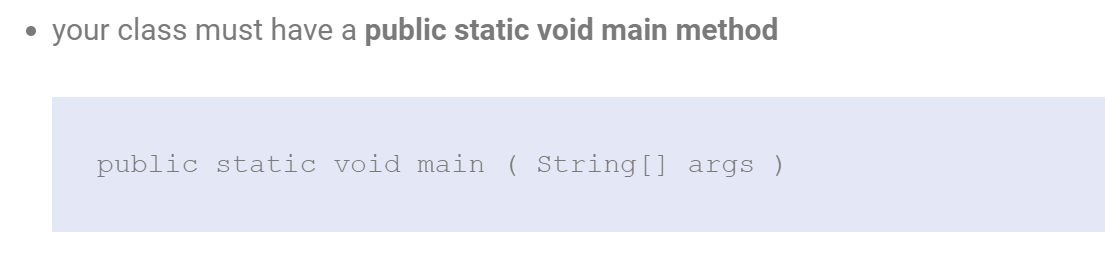 your class must have a public static void main method
public static void main ( String[] args )